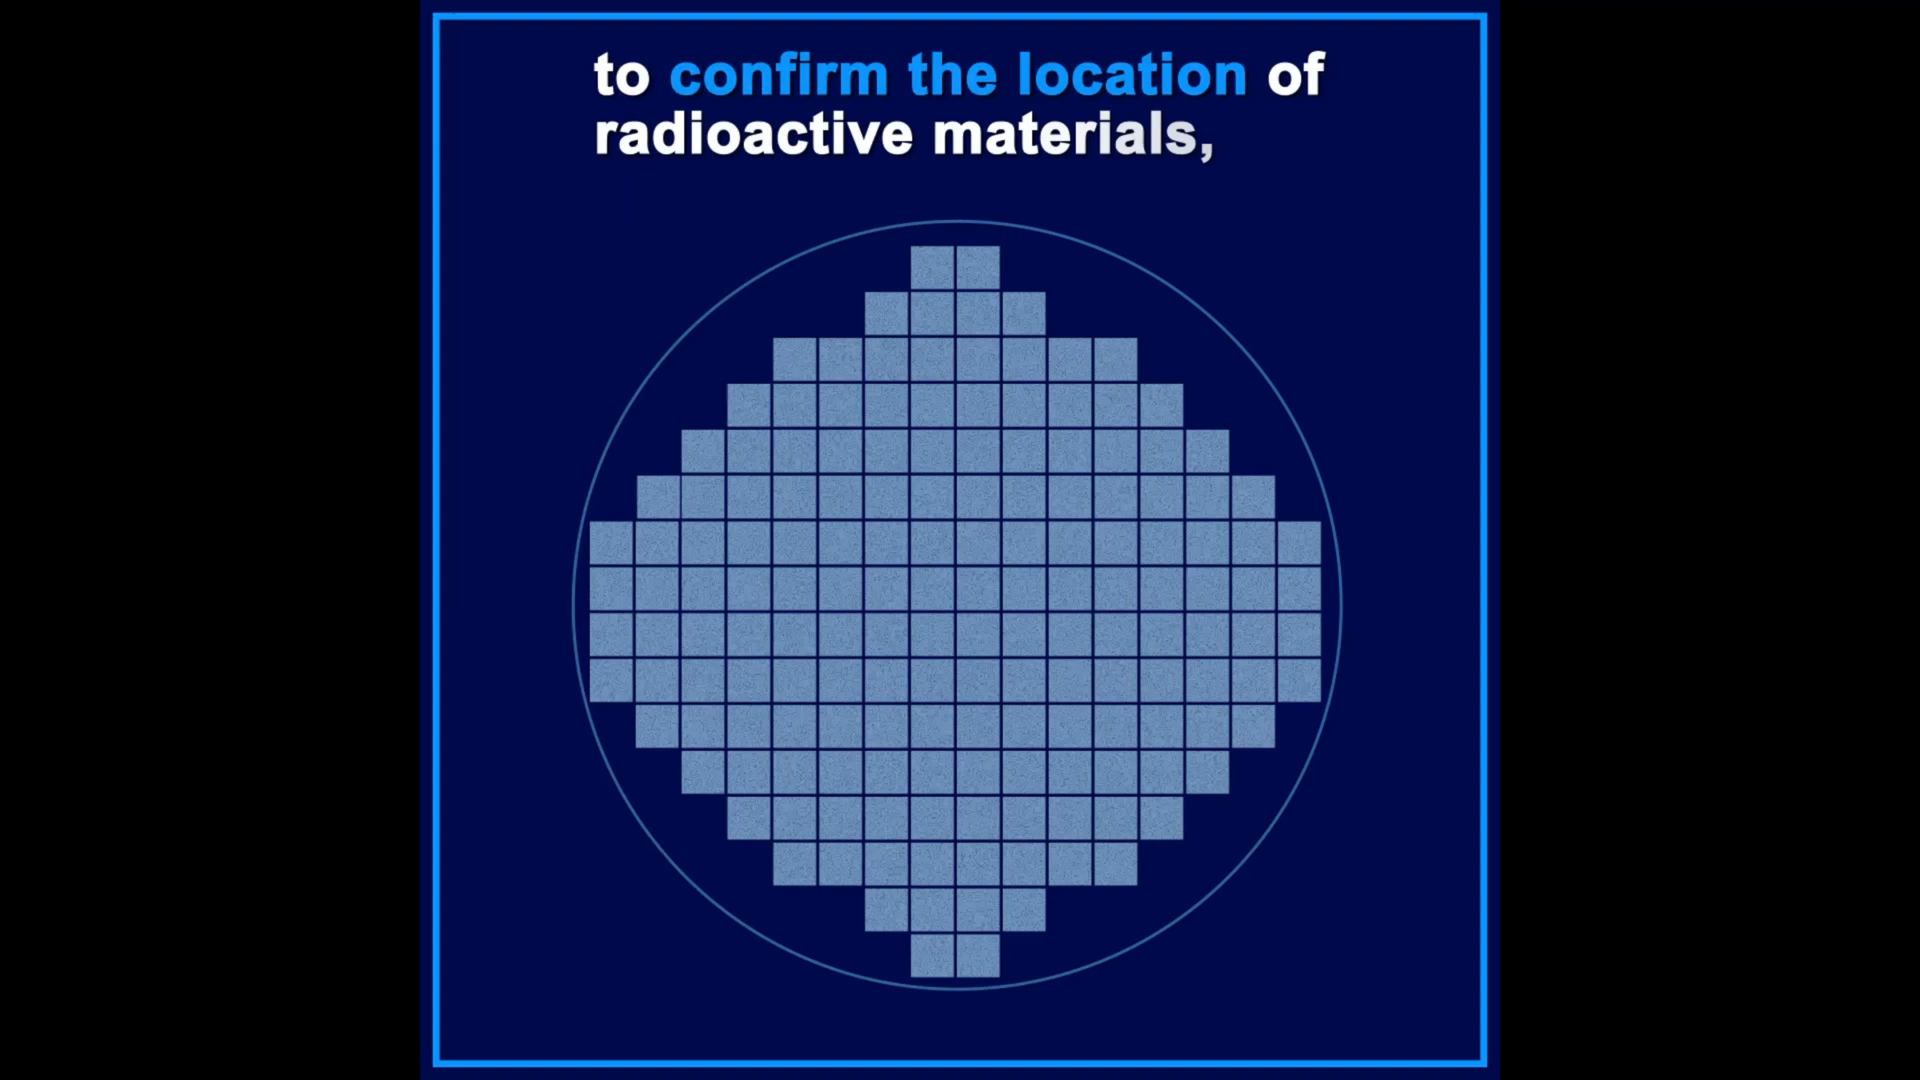 to confirm the location of
radioactive materials,